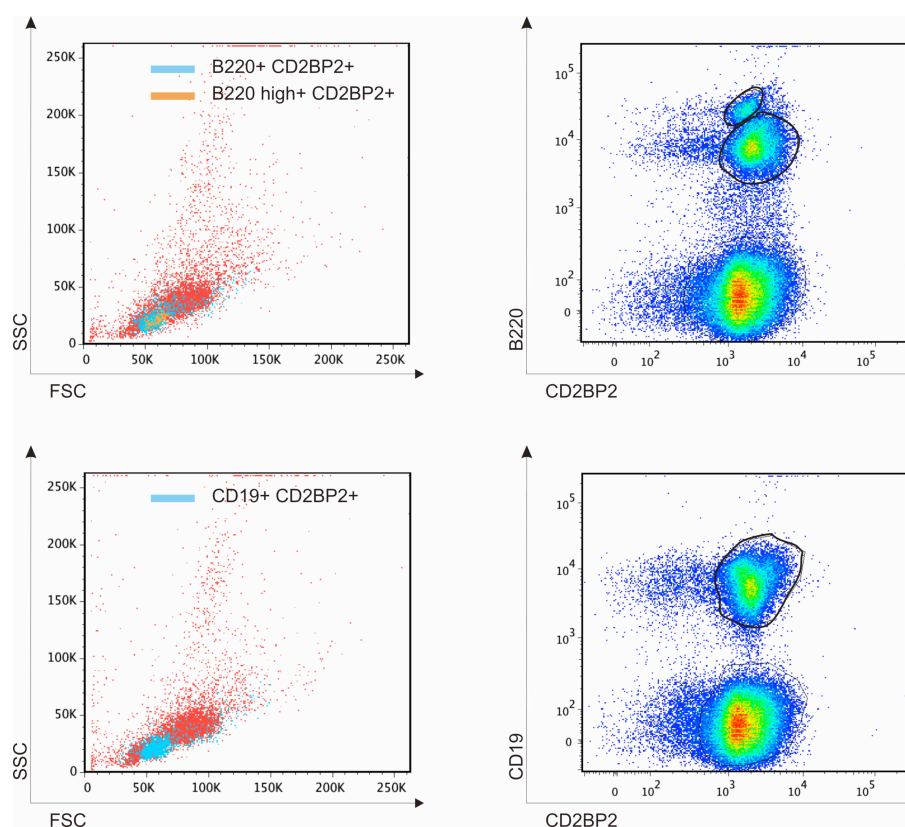 B220+ CD2BP2+
B220 high+ CD2BP2+
250K
200K
150K
100K
50K
0
0 50K 100K 150K 200K 250K
SSC
FSC
10^5
10^4
10^3
10^2
0
0 10^2 10^3 10^4 10^5
B220
CD2BP2
CD19+ CD2BP2+
250K
200K
150K
100K
50K
0
0 50K 100K 150K 200K 250K
SSC
FSC
10^5
10^4
10^3
10^2
0
0 10^2 10^3 10^4 10^5
CD19
CD2BP2